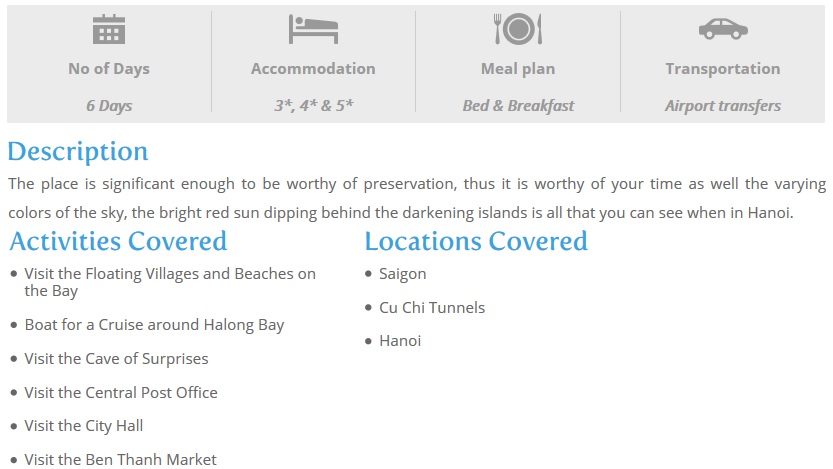 No of Days Accommodation Meal plan Transportation
6 Days 3*, 4* & 5* Bed & Breakfast Airport transfers
Description
The place is significant enough to be worthy of preservation, thus it is worthy of your time as well the varying
colors of the sky, the bright red sun dipping behind the darkening islands is all that you can see when in Hanoi.
Activities Covered
• Visit the Floating Villages and Beaches on
the Bay
• Boat for a Cruise around Halong Bay
• Visit the Cave of Surprises
• Visit the Central Post Office
• Visit the City Hall
• Visit the Ben Thanh Market
Locations Covered
• Saigon
• Cu Chi Tunnels
• Hanoi